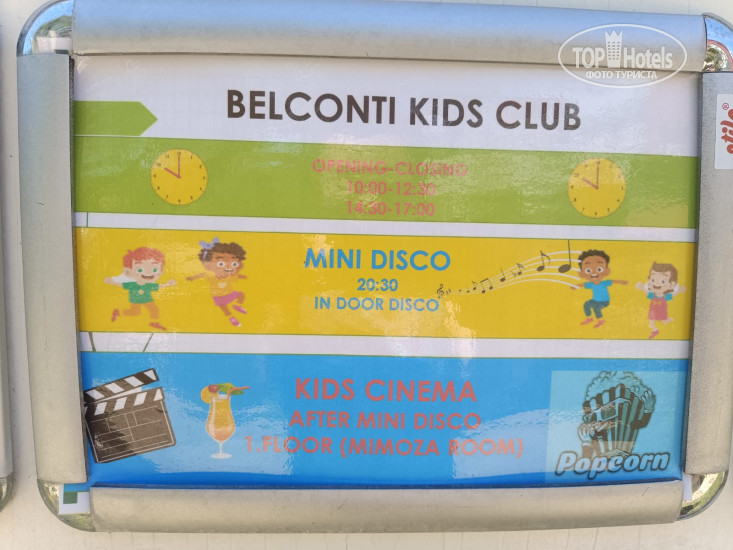 TOP Hotels
ФОТО ТУРИСТА
BELCONTI KIDS CLUB
OPENING-CLOSING
10:00-12:30
14:30-17:00
MINI DISCO
20:30
IN DOOR DISCO
KIDS CINEMA
AFTER MINI DISCO
1.FLOOR (MIMOZA ROOM)
Popcorn